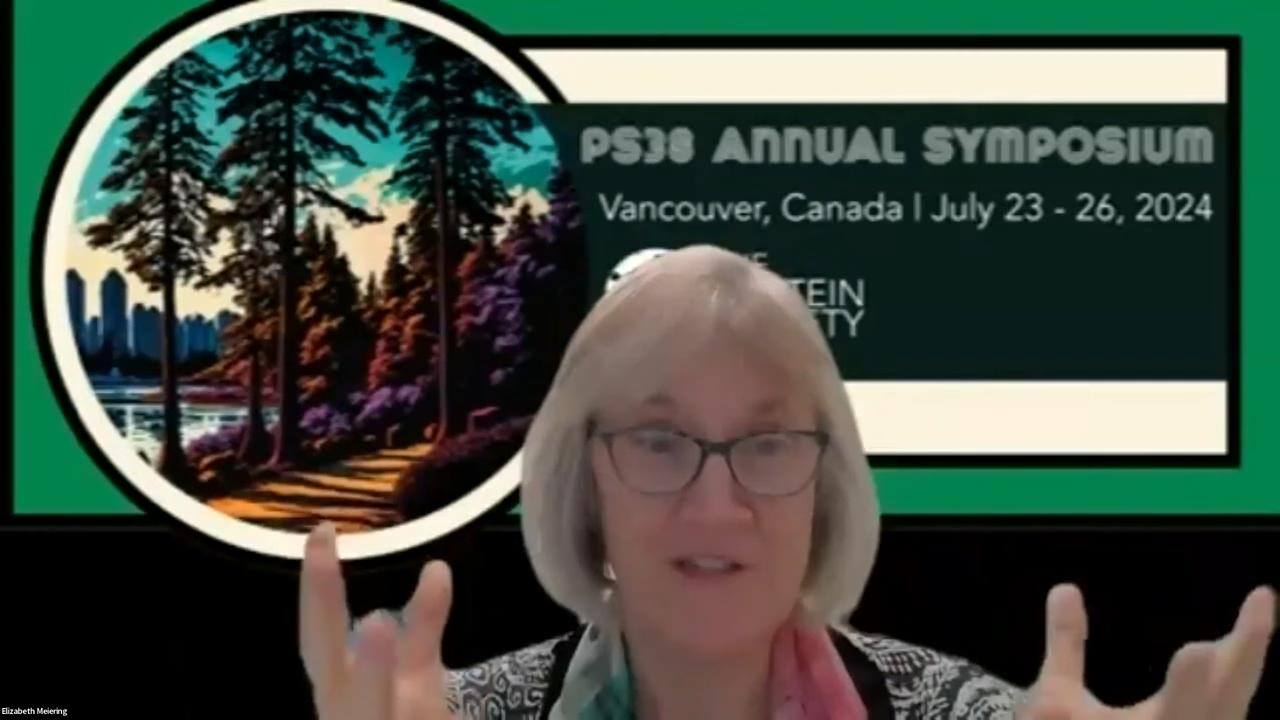 PS38 ANNUAL SYMPOSIUM
Vancouver, Canada | July 23 - 26, 2024
Elizabeth Meiering